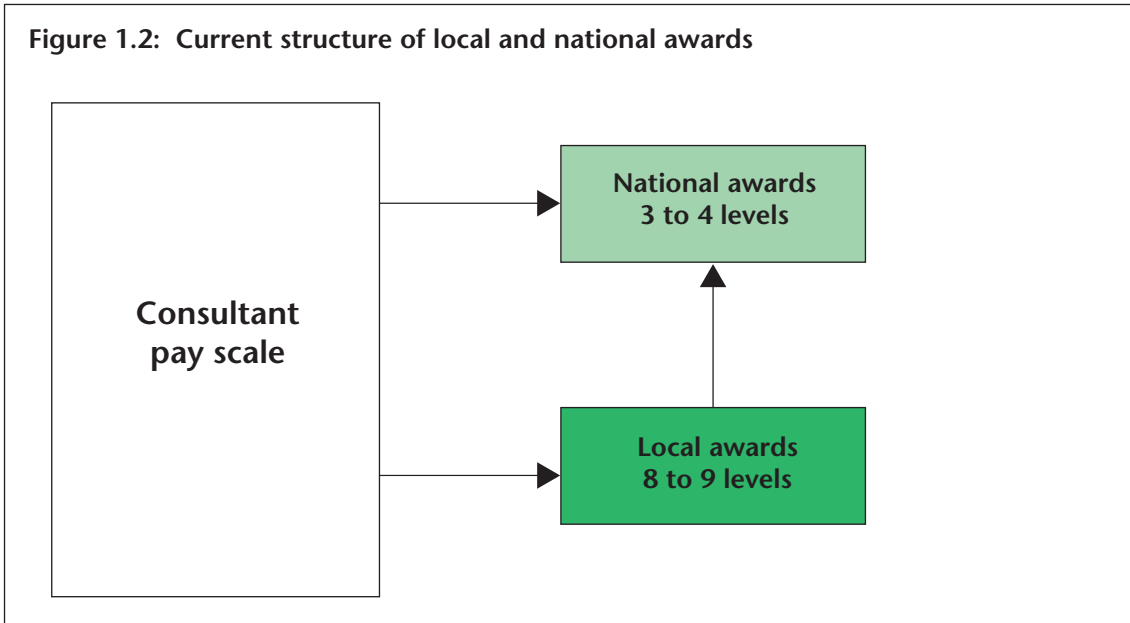 Figure 1.2: Current structure of local and national awards
National awards
3 to 4 levels
Consultant
pay scale
Local awards
8 to 9 levels